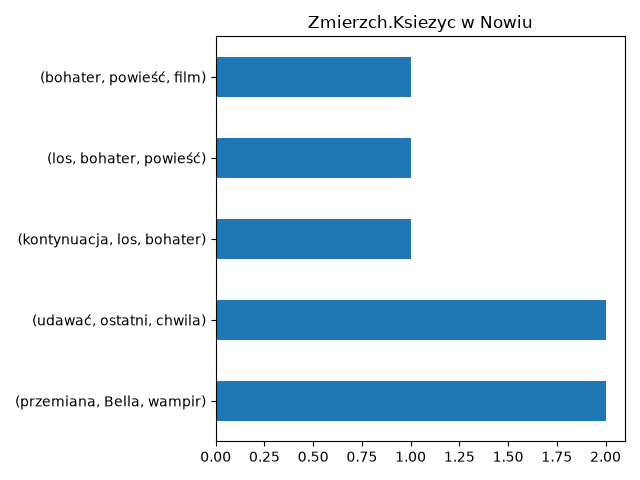 Zmierzch.Ksiezyc w Nowiu
(bohater, powieść, film)
(los, bohater, powieść)
(kontynuacja, los, bohater)
(udawać, ostatni, chwila)
(przemiana, Bella, wampir)
0.00 0.25 0.50 0.75 1.00 1.25 1.50 1.75 2.00